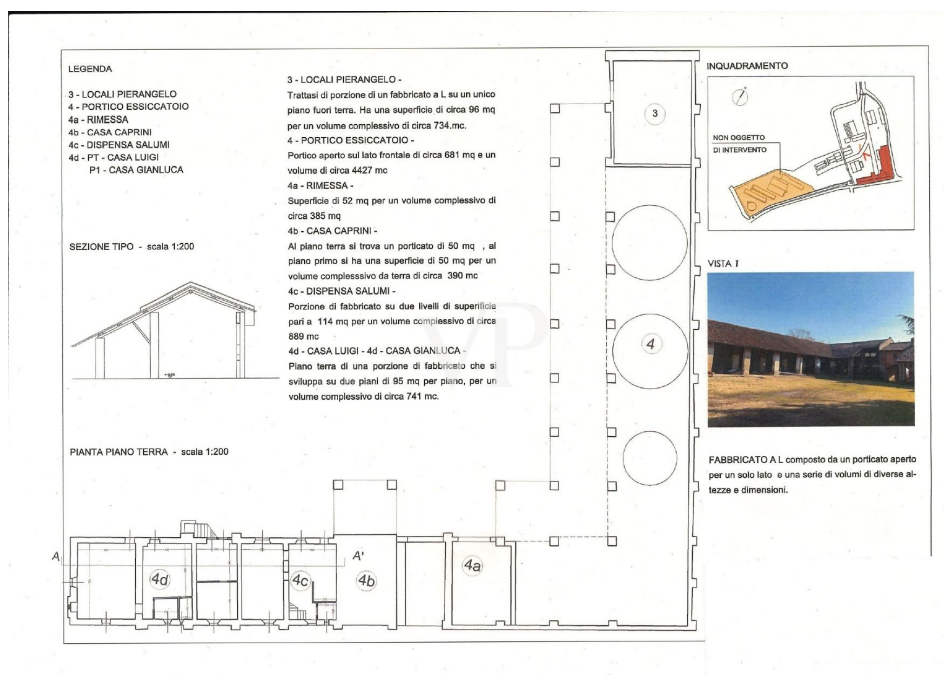 LEGENDA
3 - LOCALI PIERANGELO
4 - PORTICO ESSICCATOIO
4a - RIMESSA
4b - CASA CAPRINI
4c - DISPENSA SALUMI
4d - PT - CASA LUIGI
P1 - CASA GIANLUCA
SEZIONE TIPO - scala 1:200
3 - LOCALI PIERANGELO -
Trattasi di porzione di un fabbricato a L su un unico
piano fuori terra. Ha una superficie di circa 96 mq
per un volume complessivo di circa 734.mc.
4 - PORTICO ESSICCATOIO -
Portico aperto sul lato frontale di circa 681 mq e un
volume di circa 4427 mc
4a - RIMESSA -
Superficie di 52 mq per un volume complessivo di
circa 385 mq
4b - CASA CAPRINI -
Al piano terra si trova un porticato di 50 mq , al
piano primo si ha una superficie di 50 mq per un
volume complesssivo da terra di circa 390 mc
4c - DISPENSA SALUMI -
Porzione di fabbricato su due livelli di superificie
pari a 114 mq per un volume complessivo di circa
889 mc
4d - CASA LUIGI - 4d - CASA GIANLUCA -
Piano terra di una porzione di fabbricato che si
sviluppa su due piani di 95 mq per piano, per un
volume complessivo di circa 741 mc.
VP
3
4
INQUADRAMENTO
NON OGGETTO
DI INTERVENTO
VISTA 1
FABBRICATO A L composto da un porticato aperto
per un solo lato e una serie di volumi di diverse al-
tezze e dimensioni.
PIANTA PIANO TERRA - scala 1:200
A
A'
4d
4c
4b
4a